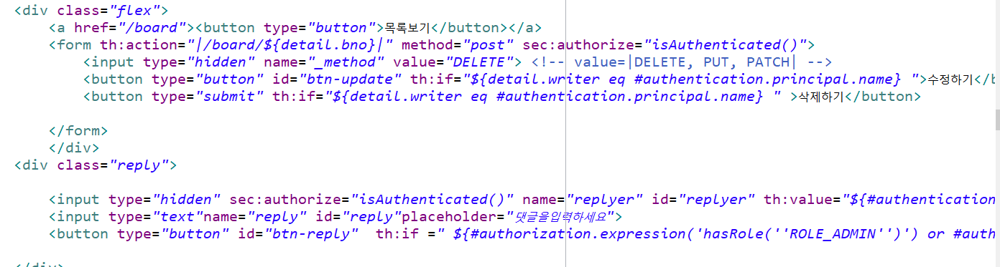 <div class="flex">
<a href="/board"><button type="button">목록보기</button></a>
<form th:action="|/board/${detail.bno}|" method="post" sec:authorize="isAuthenticated()">
<input type="hidden" name="_method" value="DELETE"> <!-- value=|DELETE, PUT, PATCH| -->
<button type="button" id="btn-update" th:if="${detail.writer eq #authentication.principal.name} ">수정하기</b
<button type="submit" th:if="${detail.writer eq #authentication.principal.name} " >삭제하기</button>
</form>
</div>
<div class="reply">
<input type="hidden" sec:authorize="isAuthenticated()" name="replyer" id="replyer" th:value="${#authentication
<input type="text"name="reply" id="reply"placeholder="댓글을입력하세요">
<button type="button" id="btn-reply"  th:if =" ${#authorization.expression('hasRole(''ROLE_ADMIN'')') or #auth
</div>